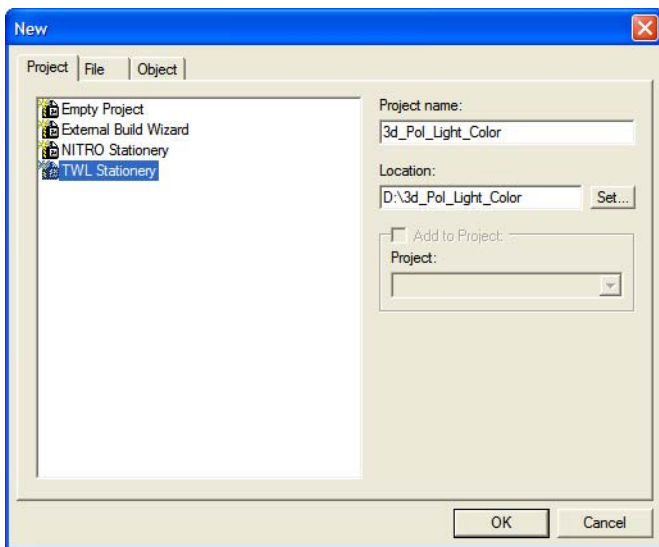 New
Project
File
Object
Empty Project
External Build Wizard
NITRO Stationery
TWL Stationery
Project name:
3d_Pol_Light_Color
Location:
D:\3d_Pol_Light_Color
Set...
Add to Project:
Project:
OK
Cancel